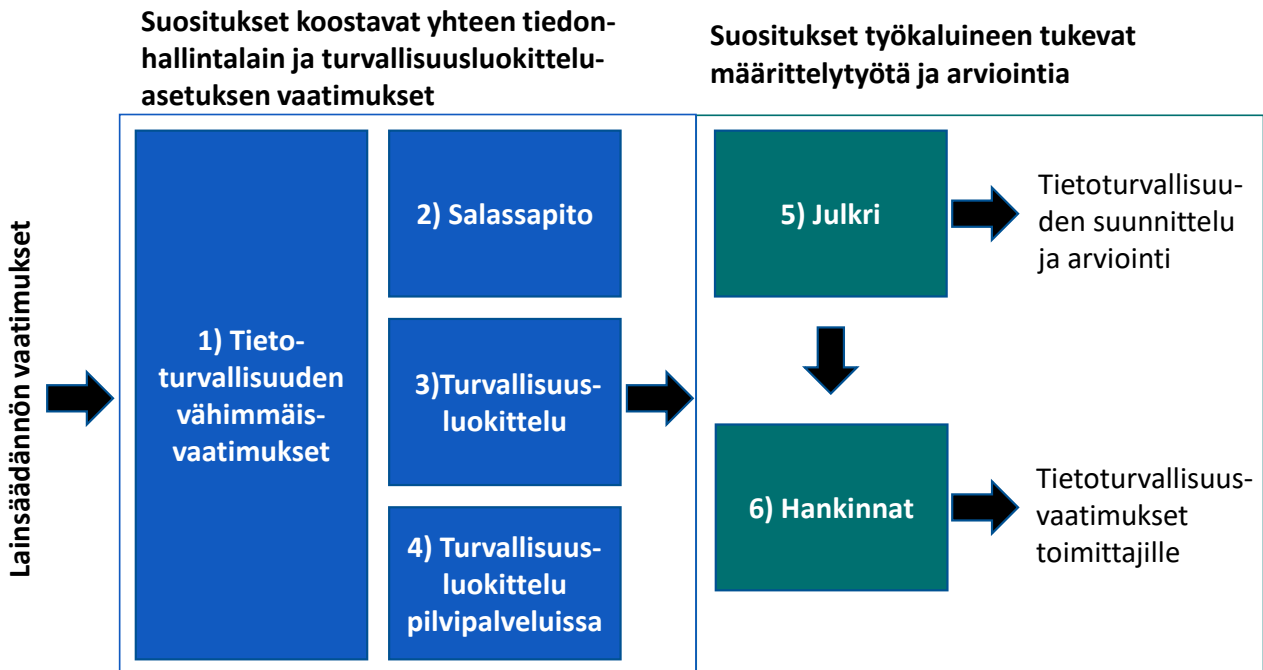 Suositukset koostavat yhteen tiedon-
hallintalain ja turvallisuusluokittelu-
asetuksen vaatimukset
Suositukset työkaluineen tukevat
määrittelytyötä ja arviointia
Lainsäädännön vaatimukset
1) Tieto-
turvallisuuden
vähimmäis-
vaatimukset
2) Salassapito
3)Turvallisuus-
luokittelu
4) Turvallisuus-
luokittelu
pilvipalveluissa
5) Julkri
Tietoturvallisuu-
den suunnittelu
ja arviointi
6) Hankinnat
Tietoturvallisuus-
vaatimukset
toimittajille